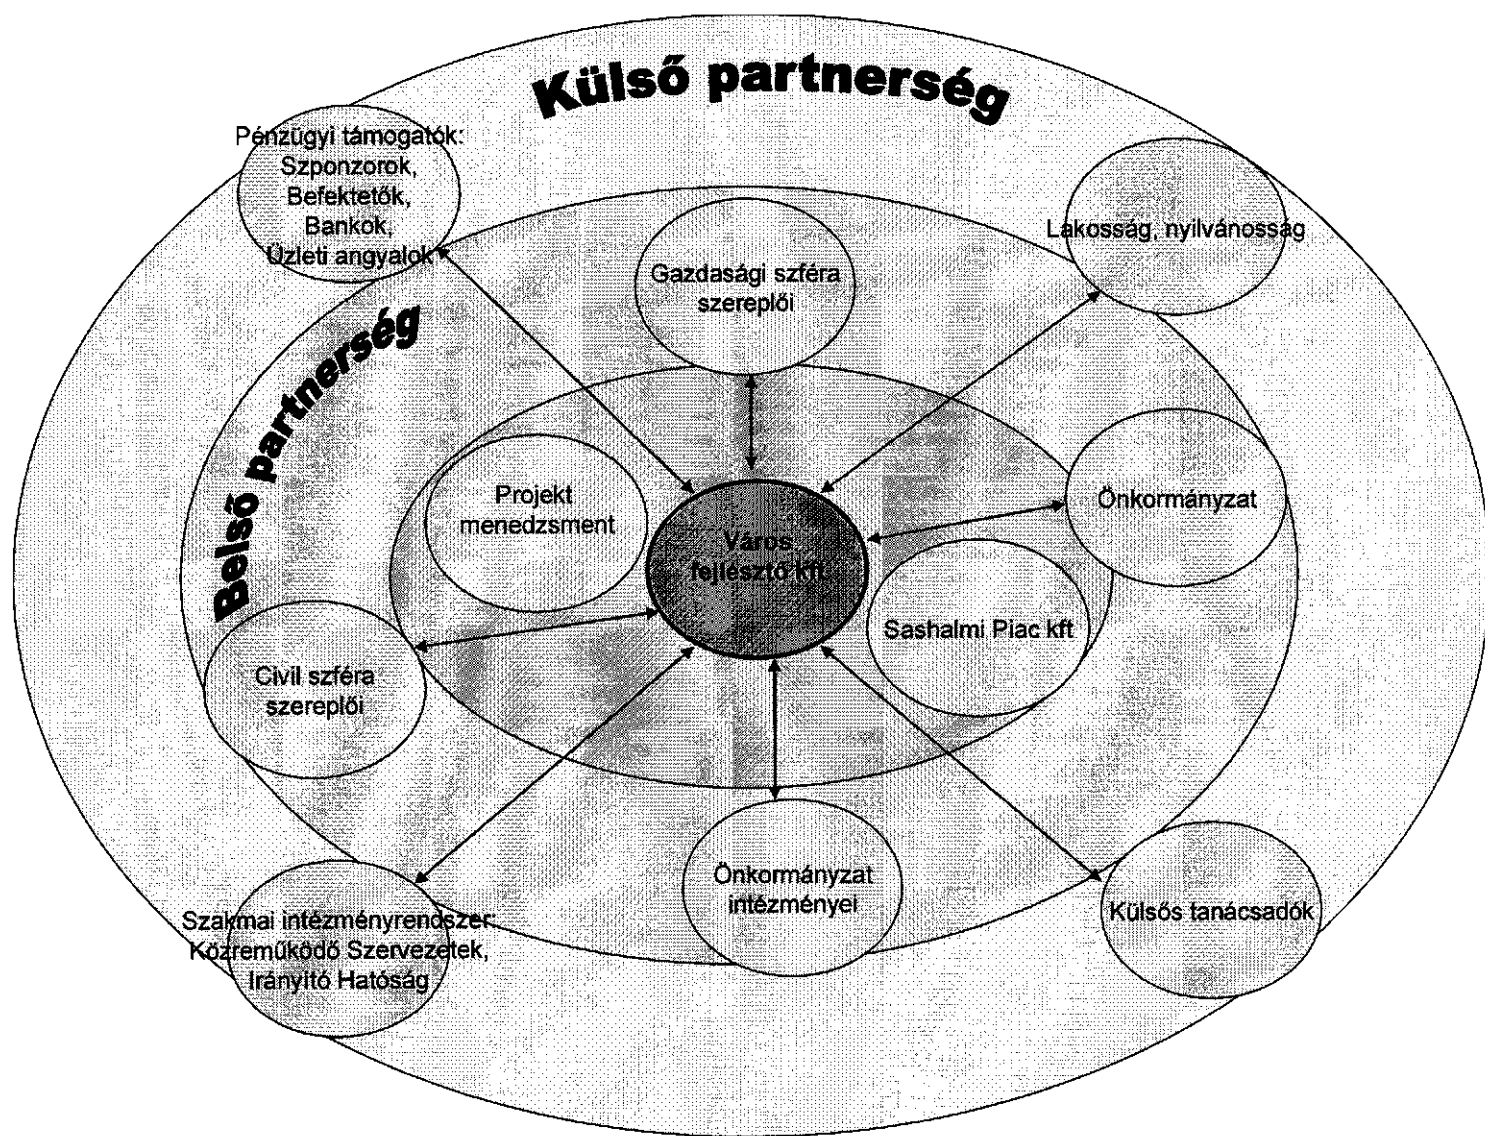 Külső partnerség
Pénzügyi támogatók:
Szponzorok,
Befektetők,
Bankok,
Üzleti angyalok
Lakosság, nyilvánosság
Gazdasági szféra
szereplői
Belső partnerség
Projekt
menedzsment
Önkormányzat
Város
fejlesztő kft
Sashalmi Piac kft
Civil szféra
szereplői
Önkormányzat
intézményei
Külsős tanácsadók
Szakmai intézményrendszer:
Közreműködő Szervezetek,
Irányító Hatóság